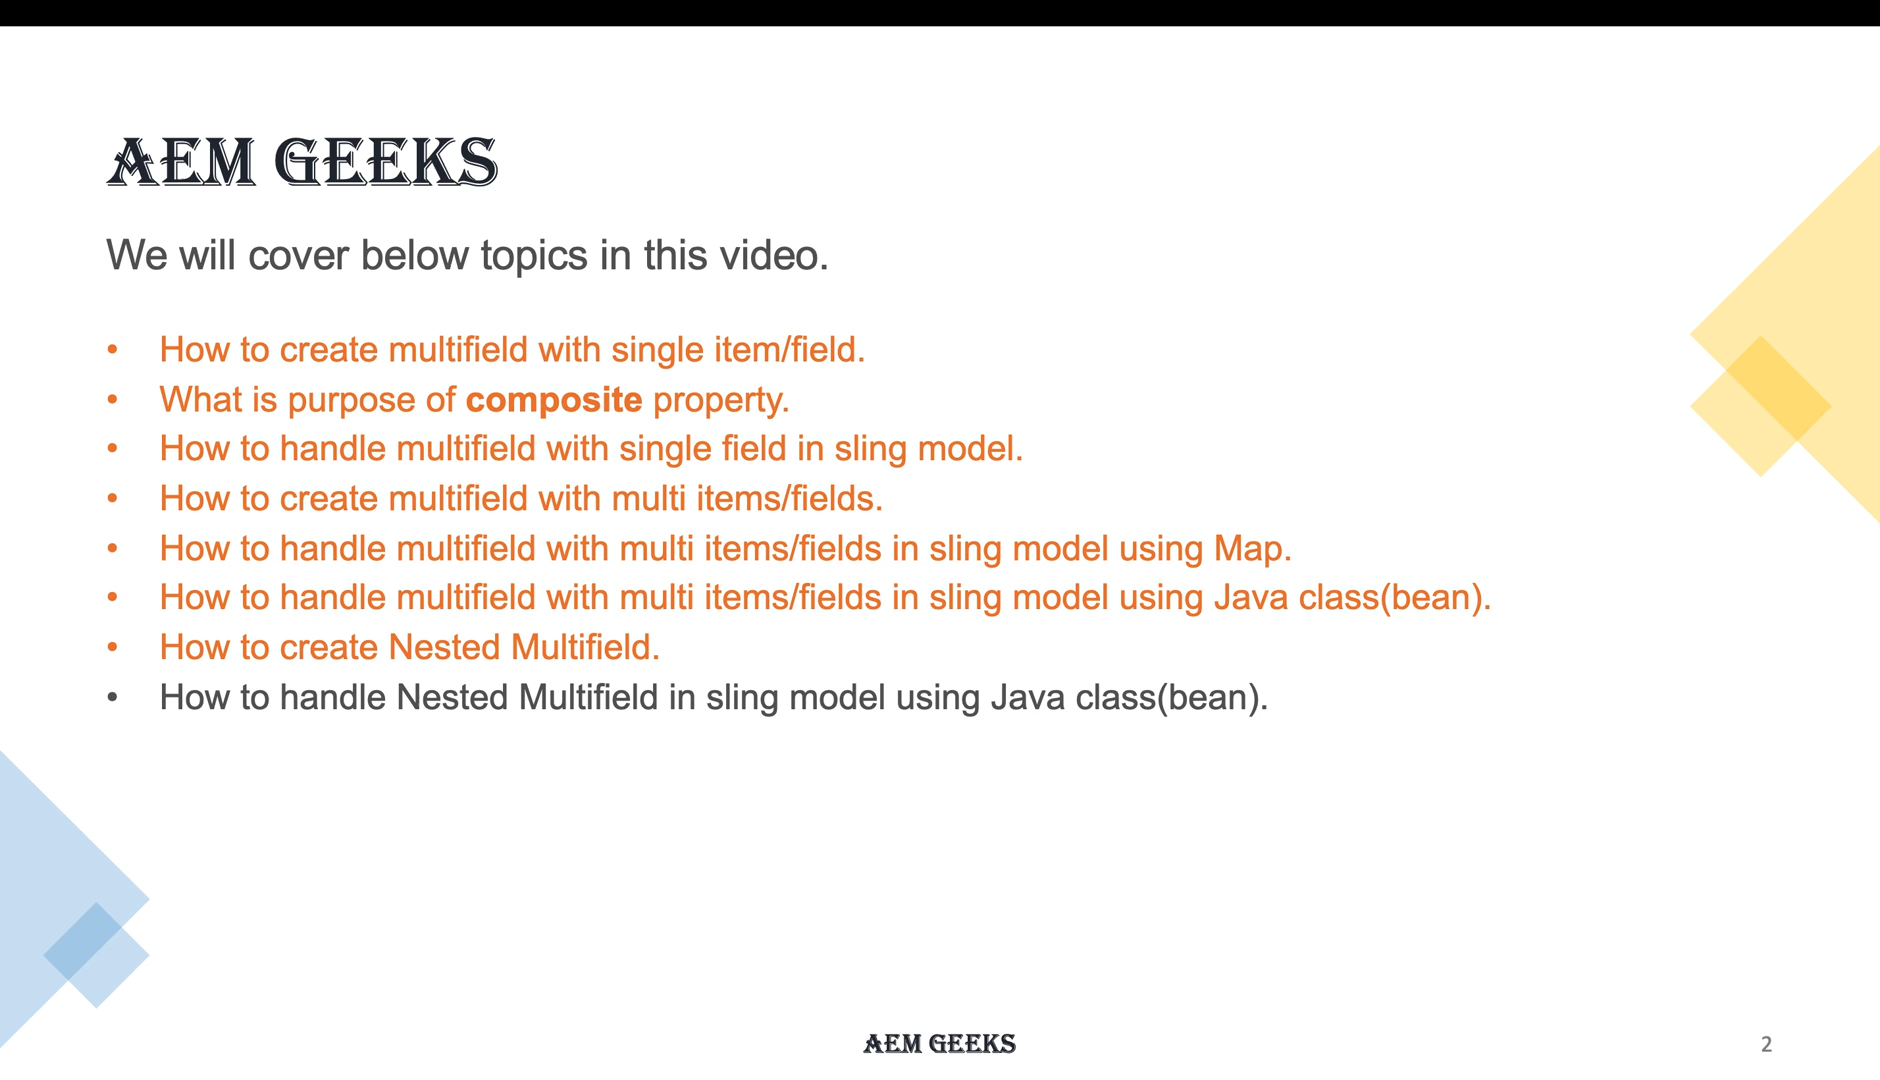 AEM GEEKS
We will cover below topics in this video.
• How to create multifield with single item/field.
• What is purpose of composite property.
• How to handle multifield with single field in sling model.
• How to create multifield with multi items/fields.
• How to handle multifield with multi items/fields in sling model using Map.
• How to handle multifield with multi items/fields in sling model using Java class(bean).
• How to create Nested Multifield.
• How to handle Nested Multifield in sling model using Java class(bean).
AEM GEEKS
2